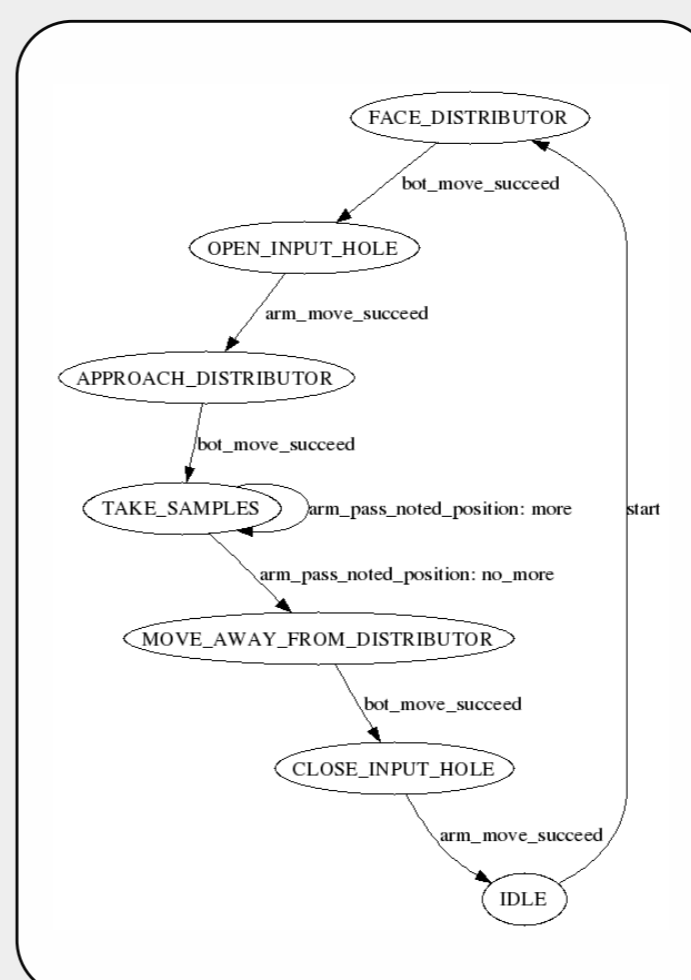 FACE_DISTRIBUTOR
bot_move_succeed
OPEN_INPUT_HOLE
arm_move_succeed
APPROACH_DISTRIBUTOR
bot_move_succeed
TAKE_SAMPLES
arm_pass_noted_position: more
start
arm_pass_noted_position: no_more
MOVE_AWAY_FROM_DISTRIBUTOR
bot_move_succeed
CLOSE_INPUT_HOLE
arm_move_succeed
IDLE